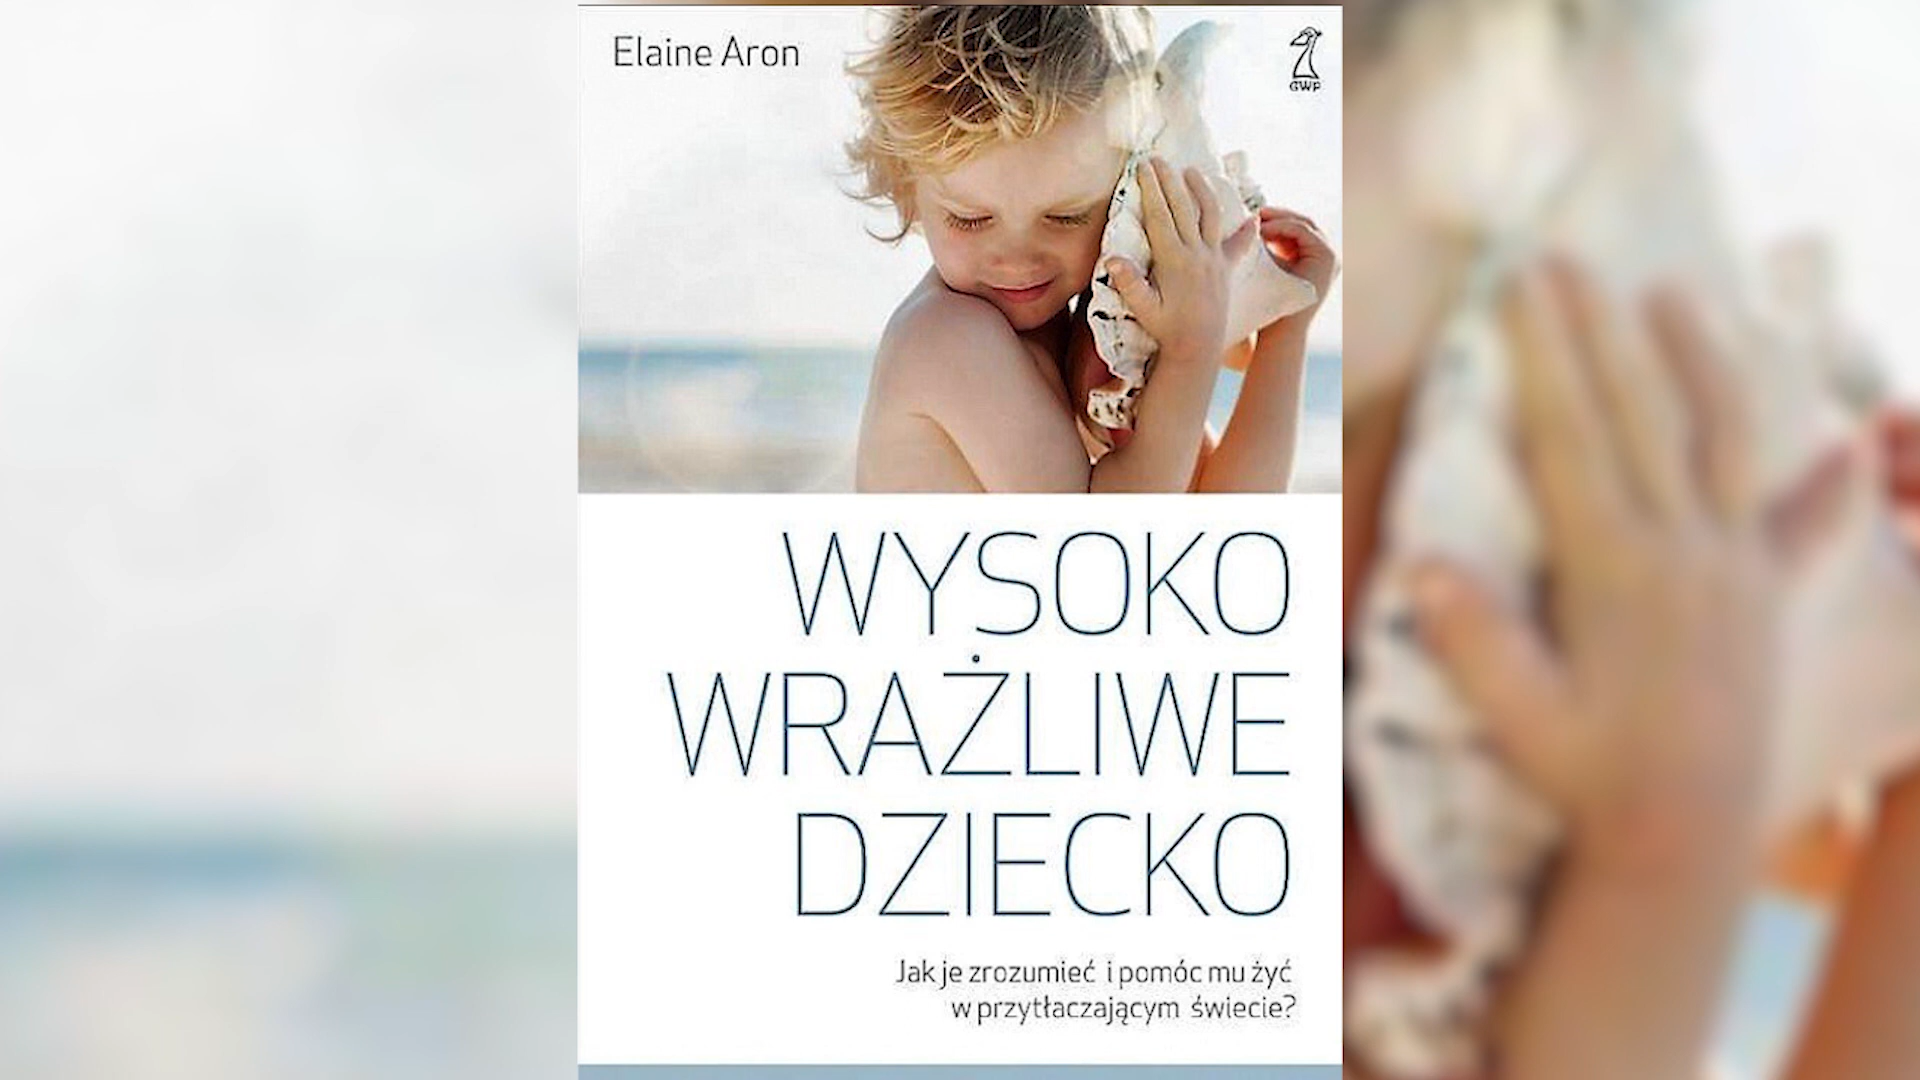 Elaine Aron
GWP
WYSOKO
WRAŻLIWE
DZIECKO
Jak je zrozumieć i pomóc mu żyć
w przytłaczającym świecie?